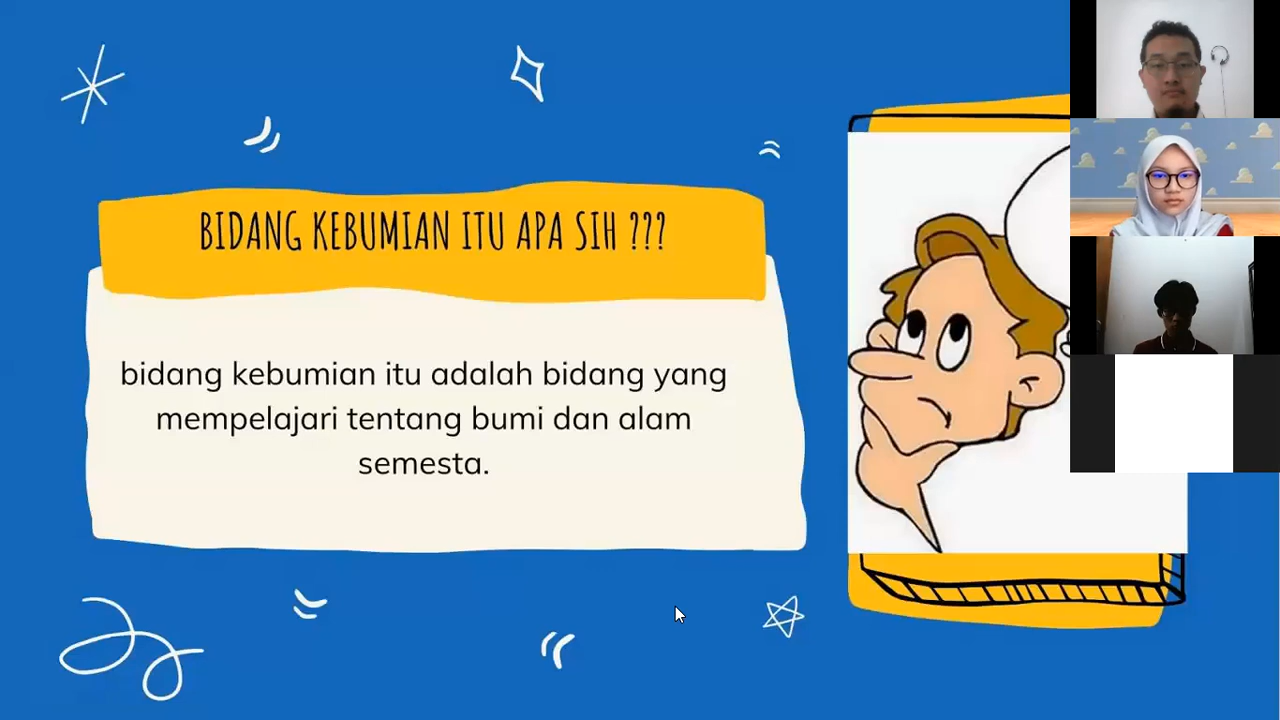 BIDANG KEBUMIAN ITU APA SIH ???
bidang kebumian itu adalah bidang yang
mempelajari tentang bumi dan alam
semesta.